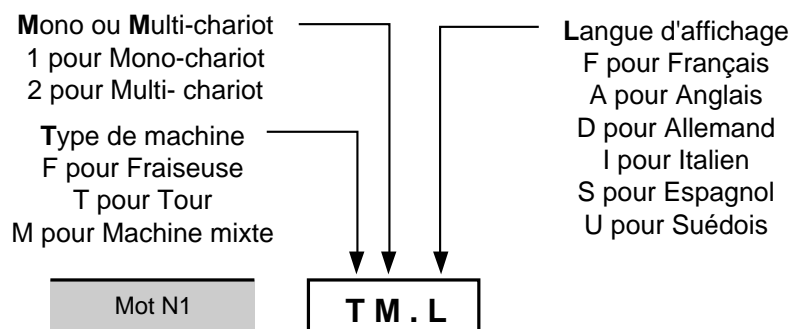 Mono ou Multi-chariot
1 pour Mono-chariot
2 pour Multi- chariot
Type de machine
F pour Fraiseuse
T pour Tour
M pour Machine mixte
Langue d'affichage
F pour Français
A pour Anglais
D pour Allemand
I pour Italien
S pour Espagnol
U pour Suédois
Mot N1
T M . L